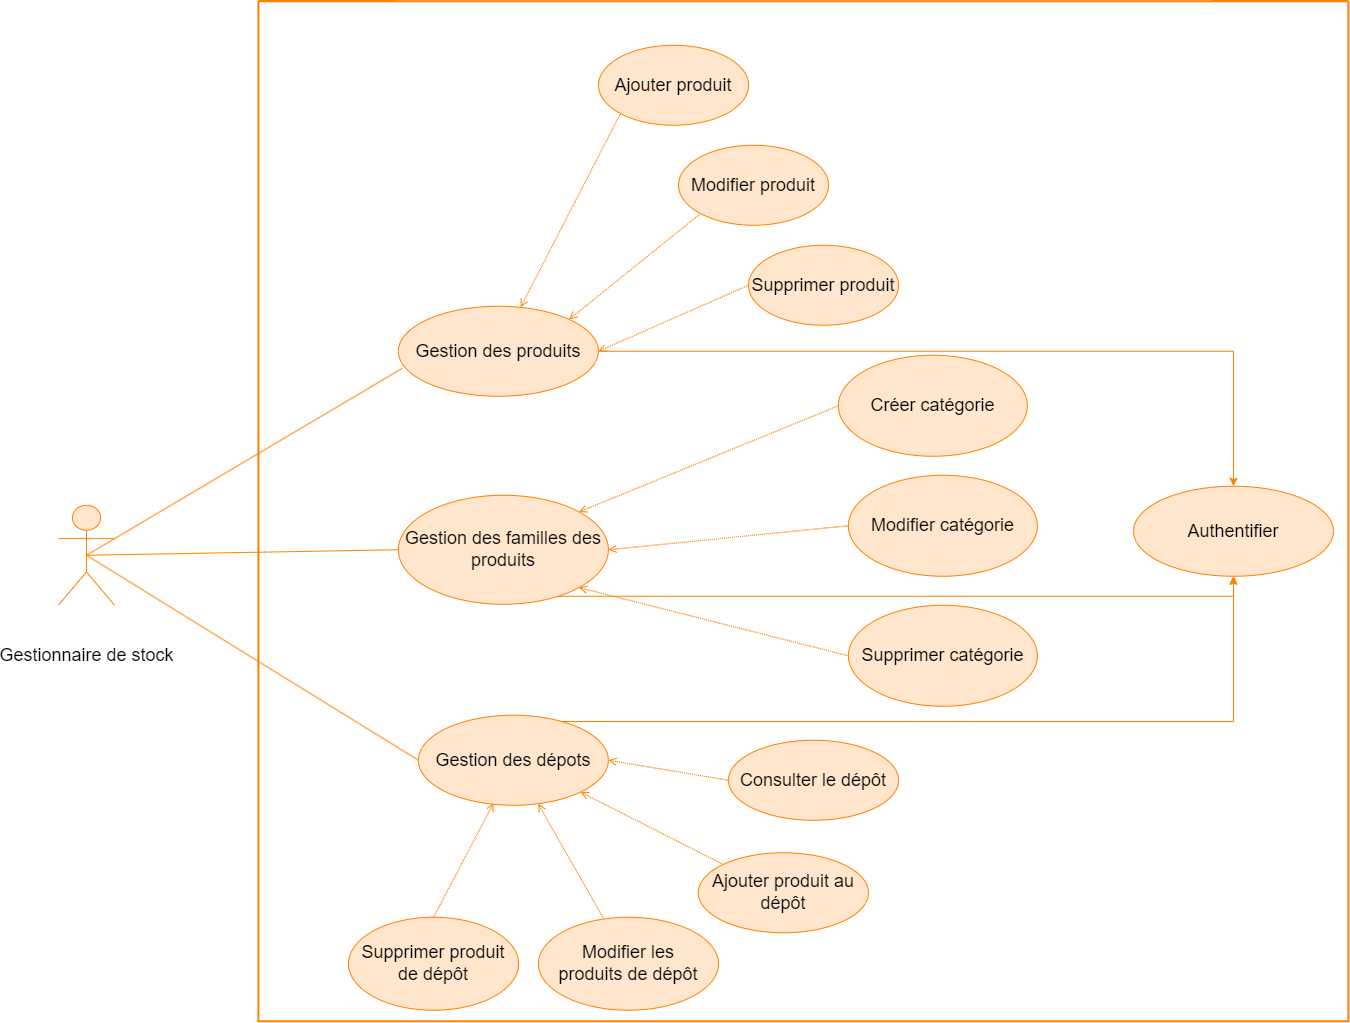 Ajouter produit
Modifier produit
Supprimer produit
Gestion des produits
Créer catégorie
Modifier catégorie
Authentifier
Gestion des familles des
produits
Gestionnaire de stock
Supprimer catégorie
Gestion des dépots
Consulter le dépôt
Ajouter produit au
dépôt
Supprimer produit
de dépôt
Modifier les
produits de dépôt